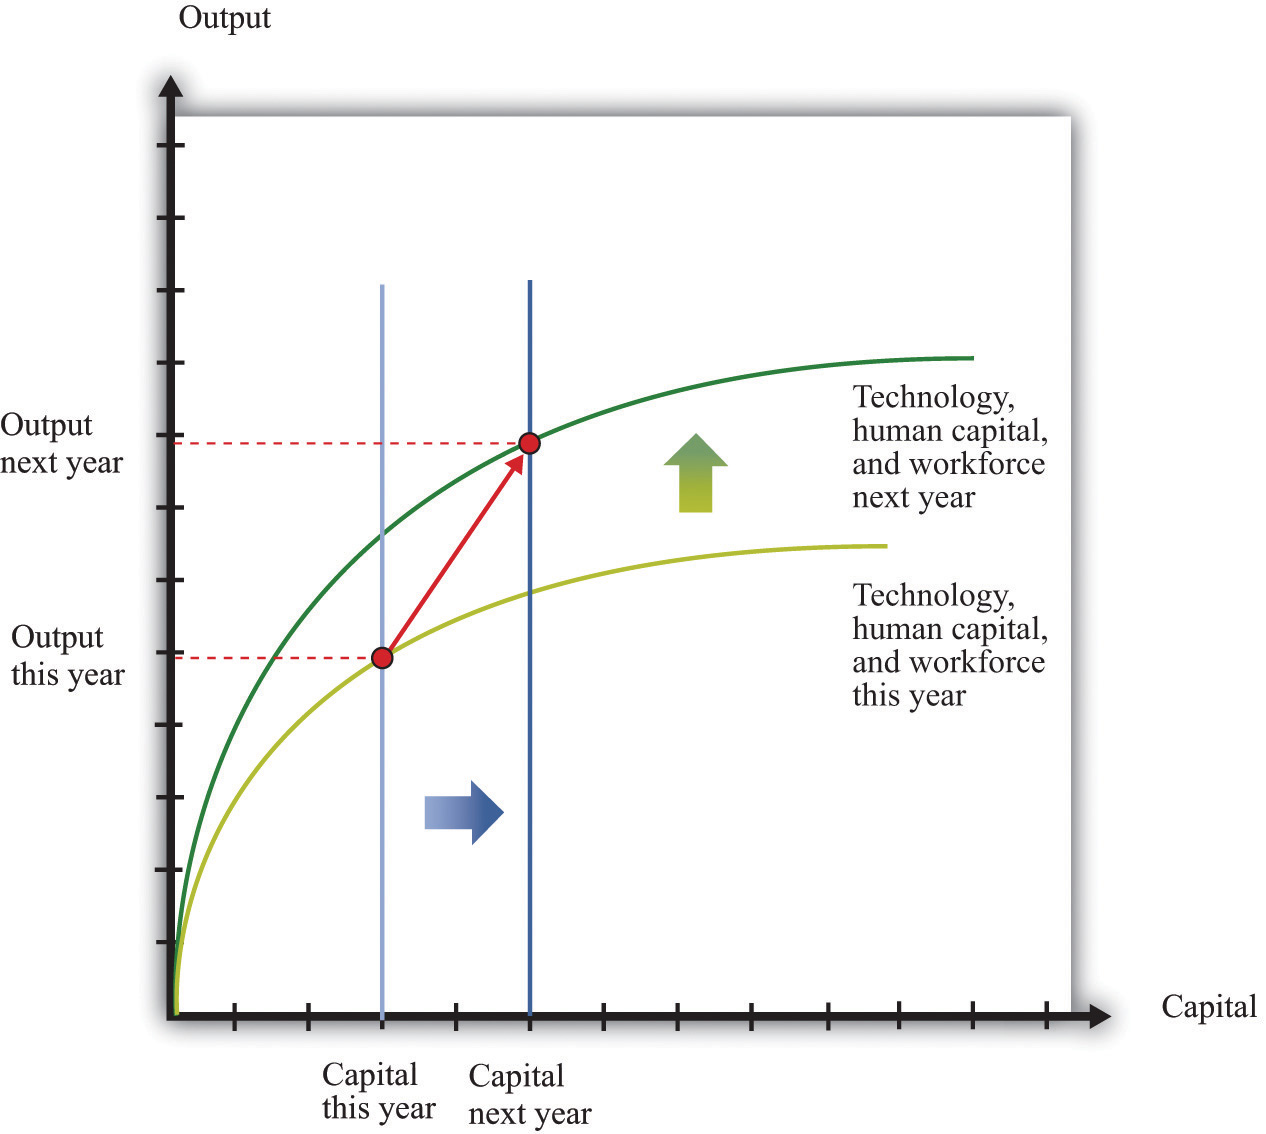 Output
Output
next year
Technology,
human capital,
and workforce
next year
Output
this year
Technology,
human capital,
and workforce
this year
Capital
Capital
this year
Capital
next year